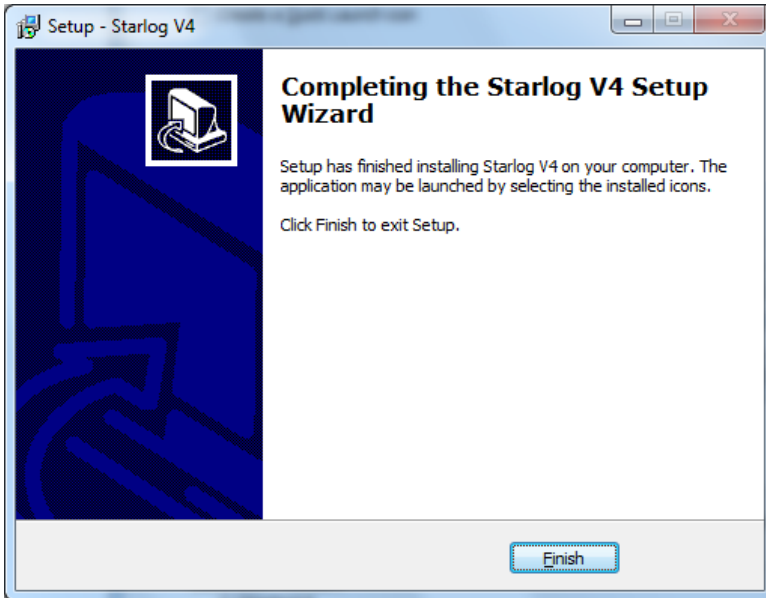 Setup - Starlog V4
Completing the Starlog V4 Setup
Wizard
Setup has finished installing Starlog V4 on your computer. The
application may be launched by selecting the installed icons.
Click Finish to exit Setup.
Finish